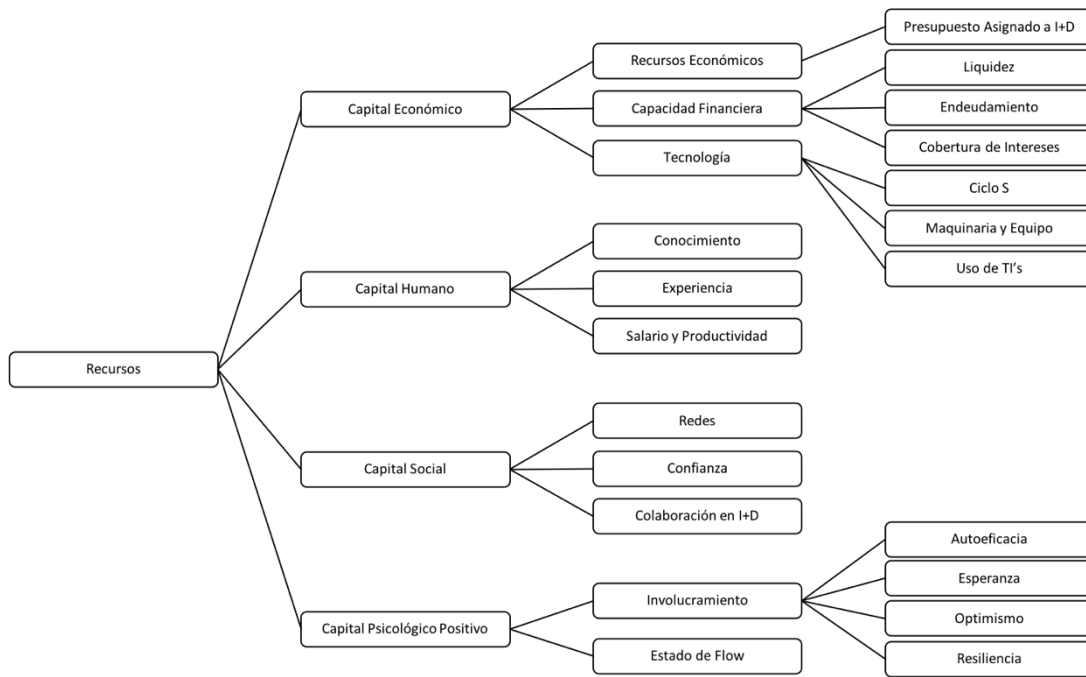 Recursos
Capital Económico
Recursos Económicos
Presupuesto Asignado a I+D
Capacidad Financiera
Liquidez
Endeudamiento
Cobertura de Intereses
Tecnología
Ciclo S
Maquinaria y Equipo
Uso de TI’s
Capital Humano
Conocimiento
Experiencia
Salario y Productividad
Capital Social
Redes
Confianza
Colaboración en I+D
Capital Psicológico Positivo
Involucramiento
Autoeficacia
Esperanza
Optimismo
Resiliencia
Estado de Flow